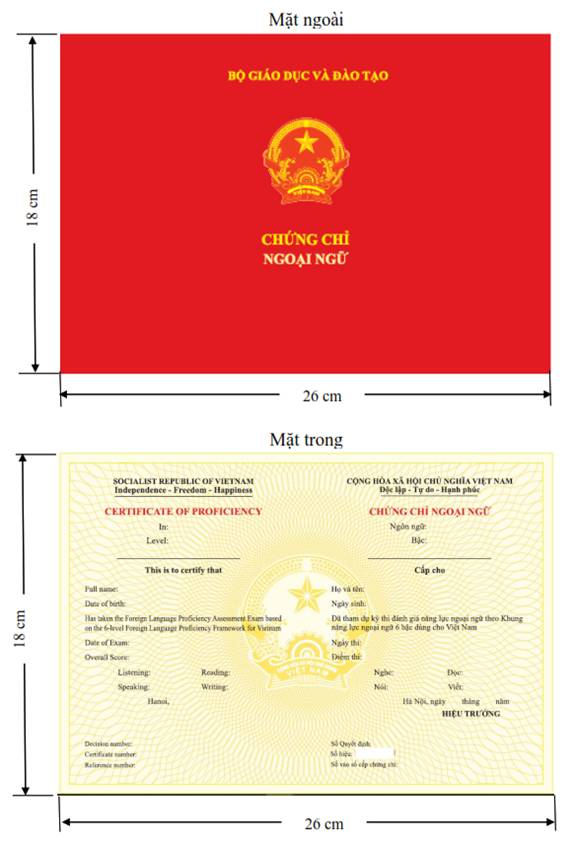 Mặt ngoài
BỘ GIÁO DỤC VÀ ĐÀO TẠO
VIỆT NAM
CHỨNG CHỈ
NGOẠI NGỮ
18 cm
26 cm
Mặt trong
SOCIALIST REPUBLIC OF VIETNAM
Independence - Freedom - Happiness
CERTIFICATE OF PROFICIENCY
In:
Level:
This is to certify that
Full name:
Date of birth:
Has taken the Foreign Language Proficiency Assessment Exam based
on the 6-level Foreign Language Proficiency Framework for Vietnam
Date of Exam:
Overall Score:
Listening: Reading:
Speaking: Writing:
Hanoi,
Decision number:
Certificate number:
Reference number:
CỘNG HÒA XÃ HỘI CHỦ NGHĨA VIỆT NAM
Độc lập - Tự do - Hạnh phúc
CHỨNG CHỈ NGOẠI NGỮ
Ngôn ngữ:
Bậc:
Cấp cho
Họ và tên:
Ngày sinh:
Đã tham dự kỳ thi đánh giá năng lực ngoại ngữ theo Khung
năng lực ngoại ngữ 6 bậc dùng cho Việt Nam
Ngày thi:
Điểm thi:
Nghe: Đọc:
Nói: Viết:
Hà Nội, ngày tháng năm
HIỆU TRƯỞNG
Số Quyết định:
Số hiệu:
Số vào sổ cấp chứng chỉ:
VIỆT NAM
18 cm
26 cm